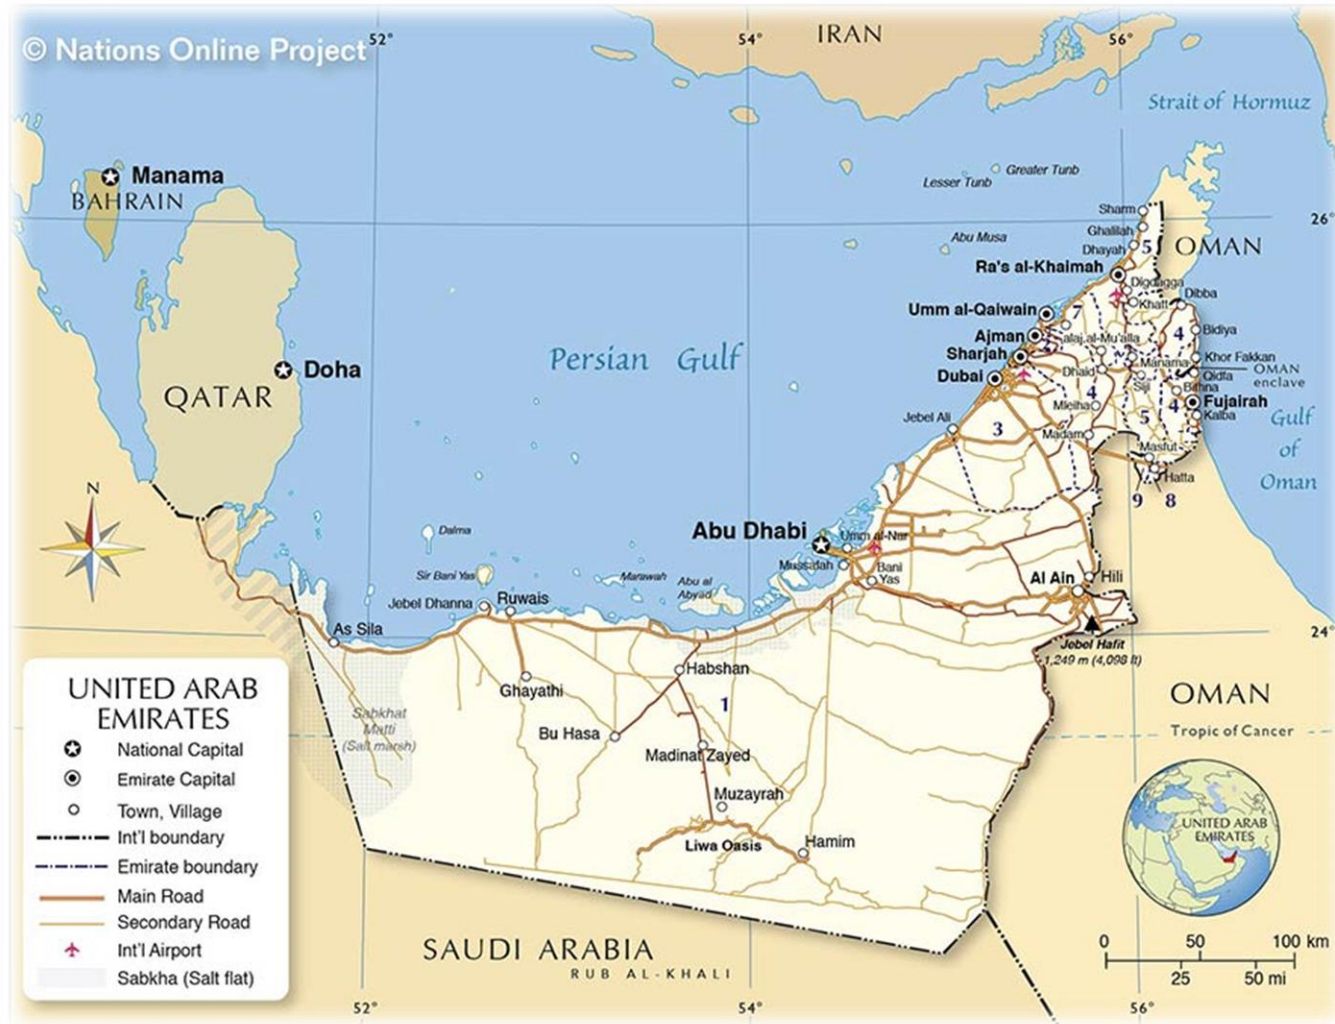 © Nations Online Project
52°
54°
56°
IRAN
Strait of Hormuz
Manama
BAHRAIN
Greater Tunb
Lesser Tunb
Sharm
26°
Ghalilah
Abu Musa
Dhayah
5
OMAN
Ra's al-Khaimah
Digdagga
Khatt
Dibba
Umm al-Qaiwain
7
Ajman
alaj al-Mu'alla
4
Bidiya
Sharjah
Manama
Khor Fakkan
Persian Gulf
Doha
Dubai
Dhaid
Siji
Qidfa
OMAN
enclave
QATAR
Bithna
Mleiha
4
5
4
Fujairah
Kalba
Jebel Ali
3
Madam
Gulf
of
Oman
Masfut
Hatta
9
8
N
Dalma
Abu Dhabi
Umm al-Nar
Mussafah
Bani
Yas
Sir Bani Yas
Marawah
Abu al
Abyad
Al Ain
Hili
Jebel Dhanna
Ruwais
As Sila
24°
Jebel Hafit
1,249 m (4,098 ft)
Habshan
Ghayathi
1
OMAN
Sabkhat
Matti
(Salt marsh)
Bu Hasa
Tropic of Cancer
Madinat Zayed
Muzayrah
Liwa Oasis
Hamim
UNITED ARAB
EMIRATES
National Capital
Emirate Capital
Town, Village
Int'l boundary
Emirate boundary
Main Road
Secondary Road
Int'l Airport
Sabkha (Salt flat)
UNITED ARAB
EMIRATES
SAUDI ARABIA
RUB AL-KHALI
0
50
100 km
25
50 mi
52°
54°
56°